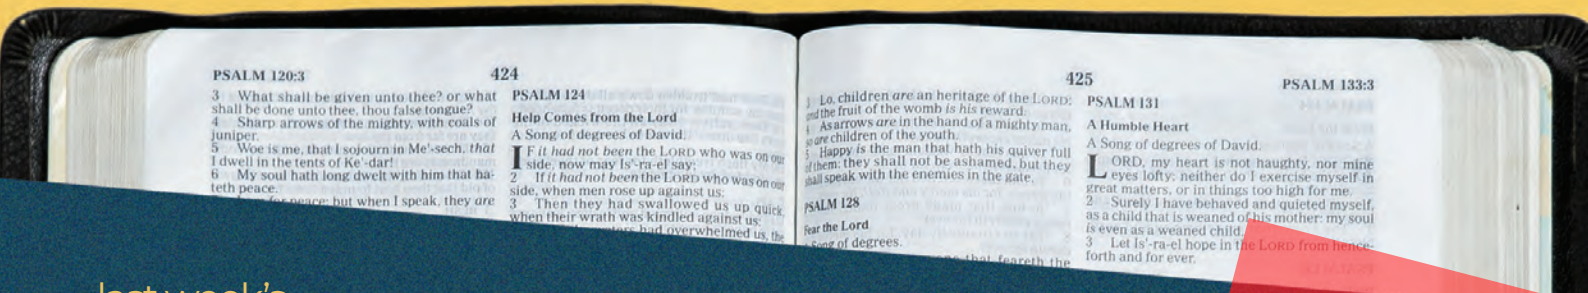 PSALM 120:3
424
3 What shall be given unto thee? or what
shall be done unto thee, thou false tongue?
4 Sharp arrows of the mighty, with coals of
juniper.
5 Woe is me, that I sojourn in Me'-sech, that
I dwell in the tents of Ke'-dar!
6 My soul hath long dwelt with him that ha-
teth peace.
peace: but when I speak, they are
PSALM 124
Help Comes from the Lord
A Song of degrees of David.
IF it had not been the LORD who was on our
side, now may Is'-ra-el say;
2 If it had not been the LORD who was on our
side, when men rose up against us:
3 Then they had swallowed us up quick,
when their wrath was kindled against us:
had overwhelmed us, the
425
PSALM 133:3
Lo, children are an heritage of the LORD:
and the fruit of the womb is his reward.
As arrows are in the hand of a mighty man,
so are children of the youth.
5 Happy is the man that hath his quiver full
of them: they shall not be ashamed, but they
shall speak with the enemies in the gate.
PSALM 128
Fear the Lord
Song of degrees.
that feareth the
PSALM 131
A Humble Heart
A Song of degrees of David.
LORD, my heart is not haughty, nor mine
eyes lofty: neither do I exercise myself in
great matters, or in things too high for me.
2 Surely I have behaved and quieted myself,
as a child that is weaned of his mother: my soul
is even as a weaned child.
3 Let Is'-ra-el hope in the LORD from hence-
forth and for ever.
last week's